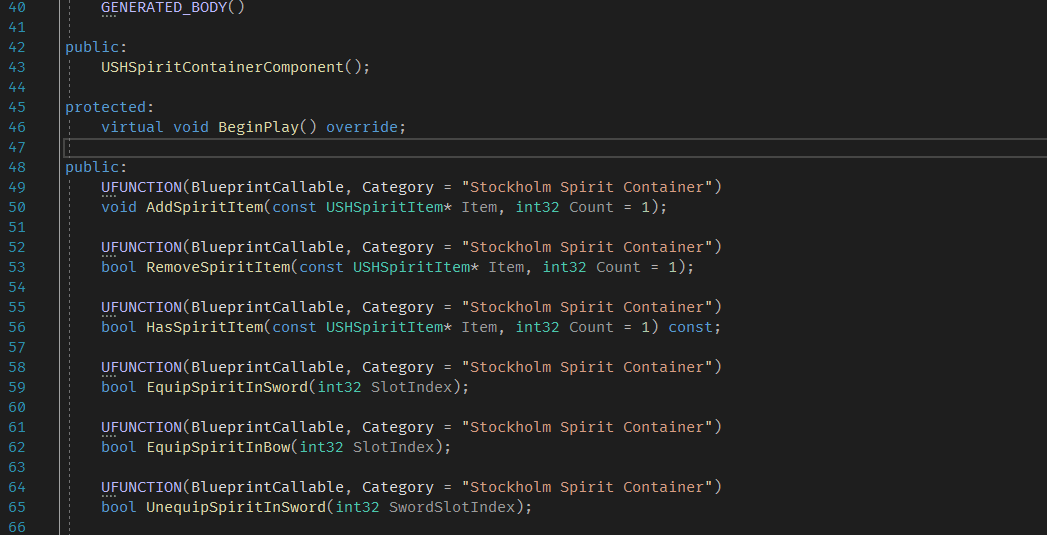 40 GENERATED_BODY()
41
42 public:
43 USHSpiritContainerComponent();
44
45 protected:
46 virtual void BeginPlay() override;
47
48 public:
49 UFUNCTION(BlueprintCallable, Category = "Stockholm Spirit Container")
50 void AddSpiritItem(const USHSpiritItem* Item, int32 Count = 1);
51
52 UFUNCTION(BlueprintCallable, Category = "Stockholm Spirit Container")
53 bool RemoveSpiritItem(const USHSpiritItem* Item, int32 Count = 1);
54
55 UFUNCTION(BlueprintCallable, Category = "Stockholm Spirit Container")
56 bool HasSpiritItem(const USHSpiritItem* Item, int32 Count = 1) const;
57
58 UFUNCTION(BlueprintCallable, Category = "Stockholm Spirit Container")
59 bool EquipSpiritInSword(int32 SlotIndex);
60
61 UFUNCTION(BlueprintCallable, Category = "Stockholm Spirit Container")
62 bool EquipSpiritInBow(int32 SlotIndex);
63
64 UFUNCTION(BlueprintCallable, Category = "Stockholm Spirit Container")
65 bool UnequipSpiritInSword(int32 SwordSlotIndex);
66